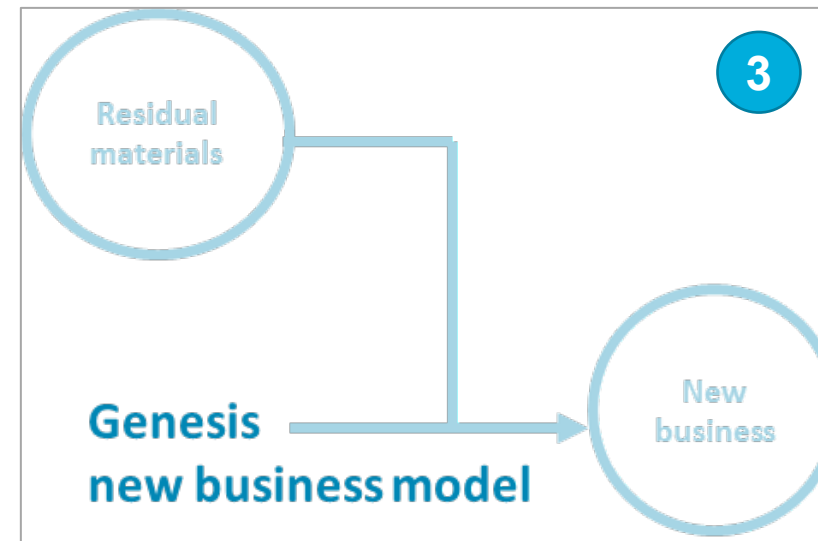 3
Residual
materials
New
business
Genesis
new business model